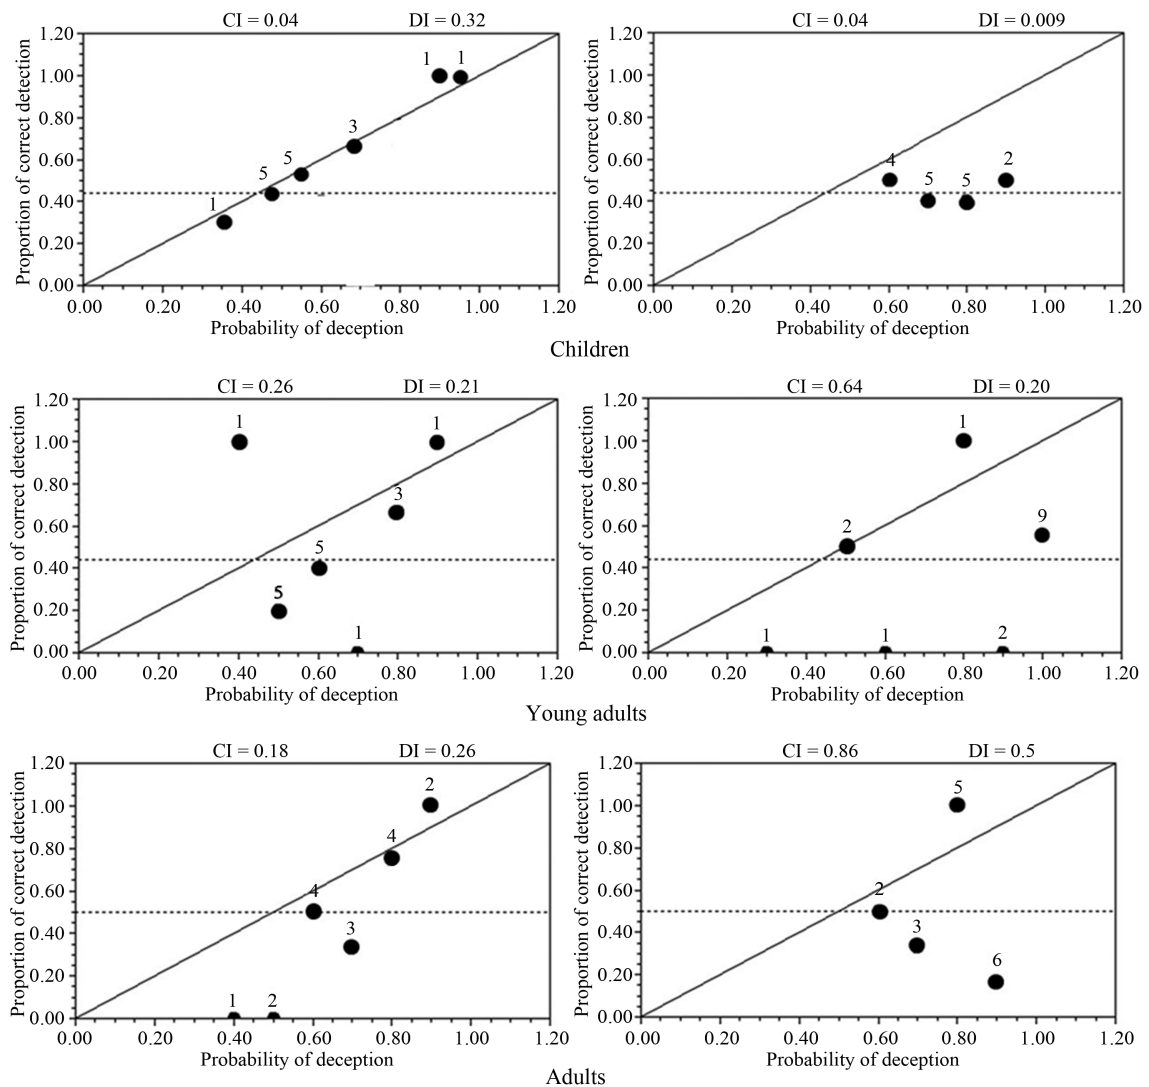 CI = 0.04 DI = 0.32
Proportion of correct detection
1.20
1.00
0.80
0.60
0.40
0.20
0.00
1 5 5 3 1 1
0.00 0.20 0.40 0.60 0.80 1.00 1.20
Probability of deception
CI = 0.04 DI = 0.009
Proportion of correct detection
1.20
1.00
0.80
0.60
0.40
0.20
0.00
4 5 5 2
0.00 0.20 0.40 0.60 0.80 1.00 1.20
Probability of deception
Children
CI = 0.26 DI = 0.21
Proportion of correct detection
1.20
1.00
0.80
0.60
0.40
0.20
0.00
1 5 5 1 3 1
0.00 0.20 0.40 0.60 0.80 1.00 1.20
Probability of deception
CI = 0.64 DI = 0.20
Proportion of correct detection
1.20
1.00
0.80
0.60
0.40
0.20
0.00
1 2 1 1 2 9
0.00 0.20 0.40 0.60 0.80 1.00 1.20
Probability of deception
Young adults
CI = 0.18 DI = 0.26
Proportion of correct detection
1.20
1.00
0.80
0.60
0.40
0.20
0.00
1 2 4 3 4 2
0.00 0.20 0.40 0.60 0.80 1.00 1.20
Probability of deception
CI = 0.86 DI = 0.5
Proportion of correct detection
1.20
1.00
0.80
0.60
0.40
0.20
0.00
2 3 5 6
0.00 0.20 0.40 0.60 0.80 1.00 1.20
Probability of deception
Adults